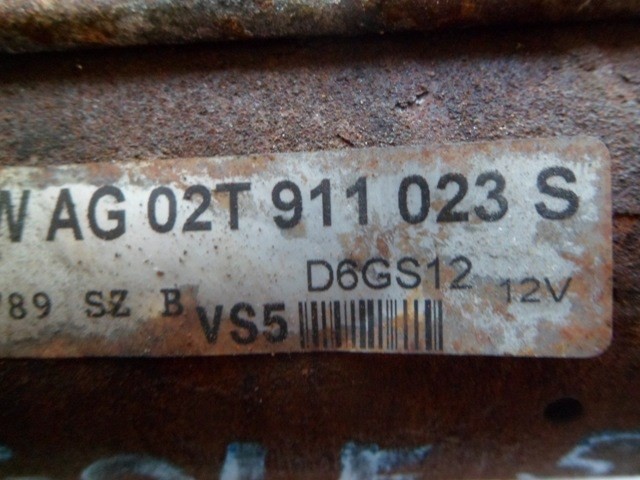 W AG 02T 911 023 S
D6GS12 12V
789 SZ B VS5